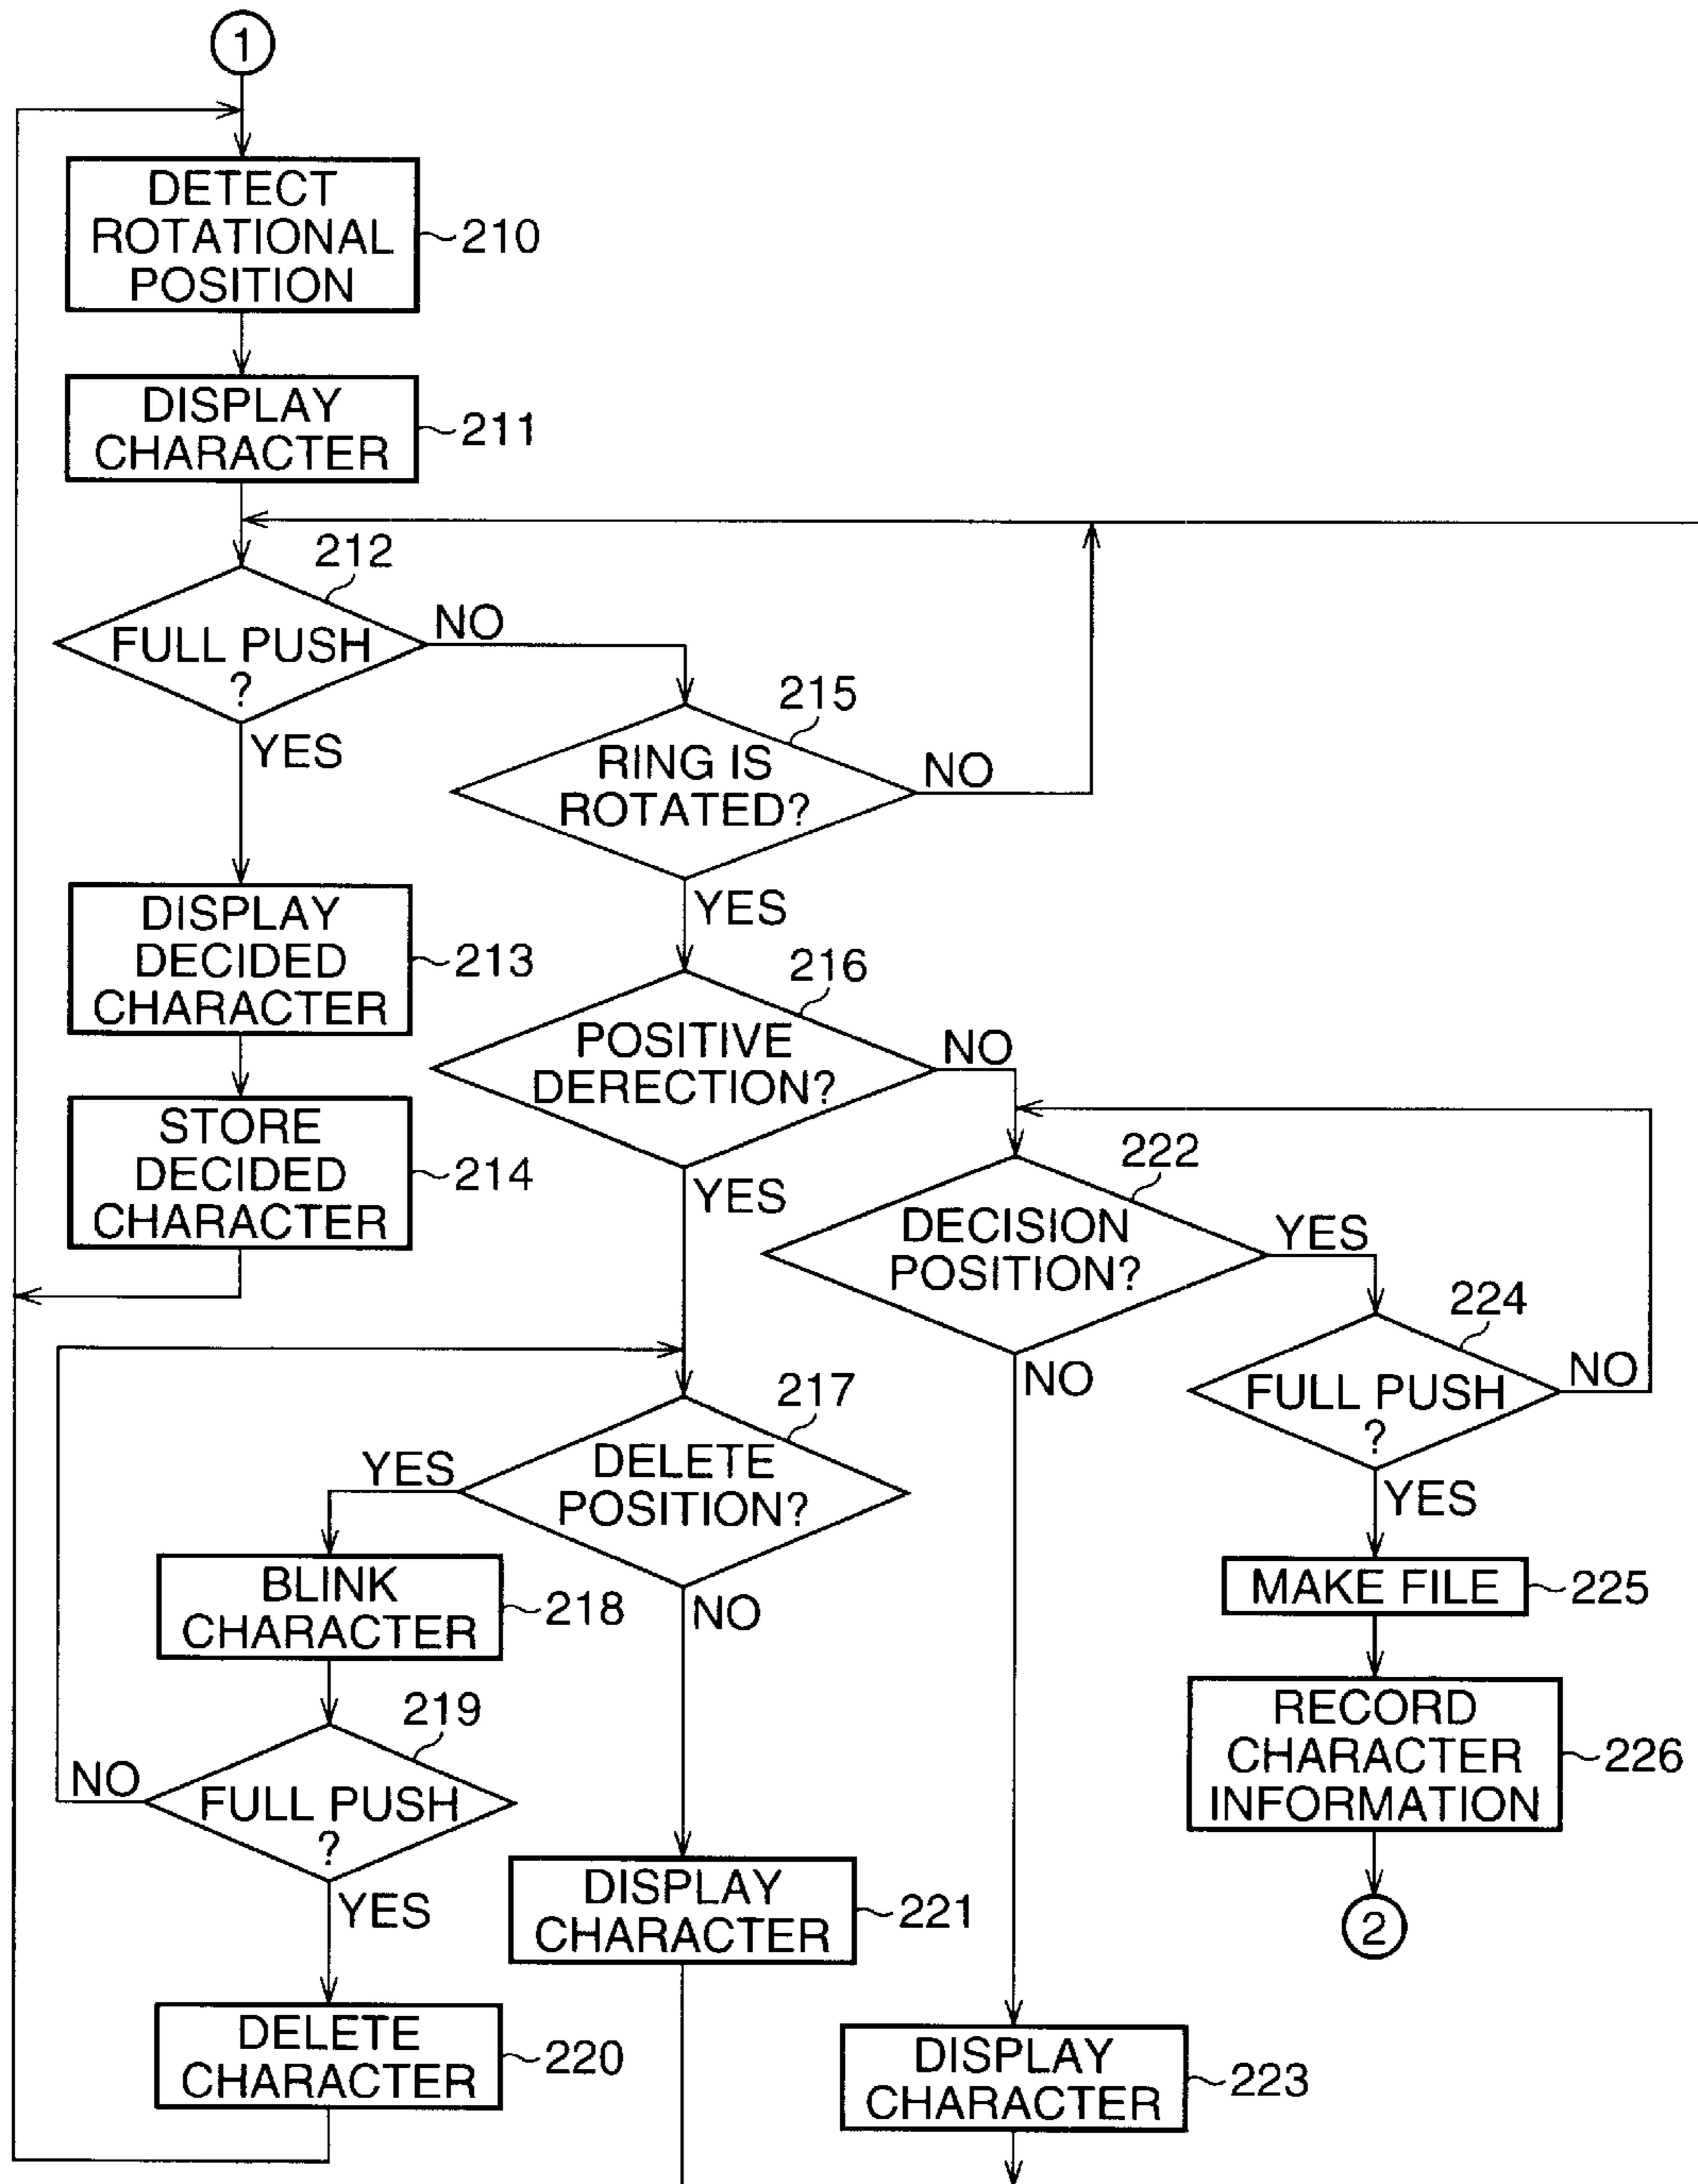 1
DETECT
ROTATIONAL
POSITION
210
DISPLAY
CHARACTER
211
212
FULL PUSH
?
NO
YES
215
RING IS
ROTATED?
NO
YES
DISPLAY
DECIDED
CHARACTER
213
STORE
DECIDED
CHARACTER
214
216
POSITIVE
DERECTION?
NO
YES
222
DECISION
POSITION?
YES
NO
224
FULL PUSH
?
NO
YES
217
DELETE
POSITION?
YES
NO
BLINK
CHARACTER
218
219
FULL PUSH
?
NO
YES
DELETE
CHARACTER
220
DISPLAY
CHARACTER
221
DISPLAY
CHARACTER
223
MAKE FILE
225
RECORD
CHARACTER
INFORMATION
226
2